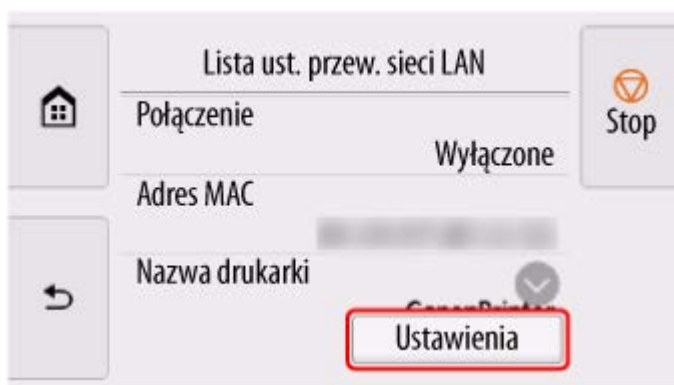 Lista ust. przew. sieci LAN
Połączenie
Wyłączone
Adres MAC
Nazwa drukarki
Ustawienia
Stop